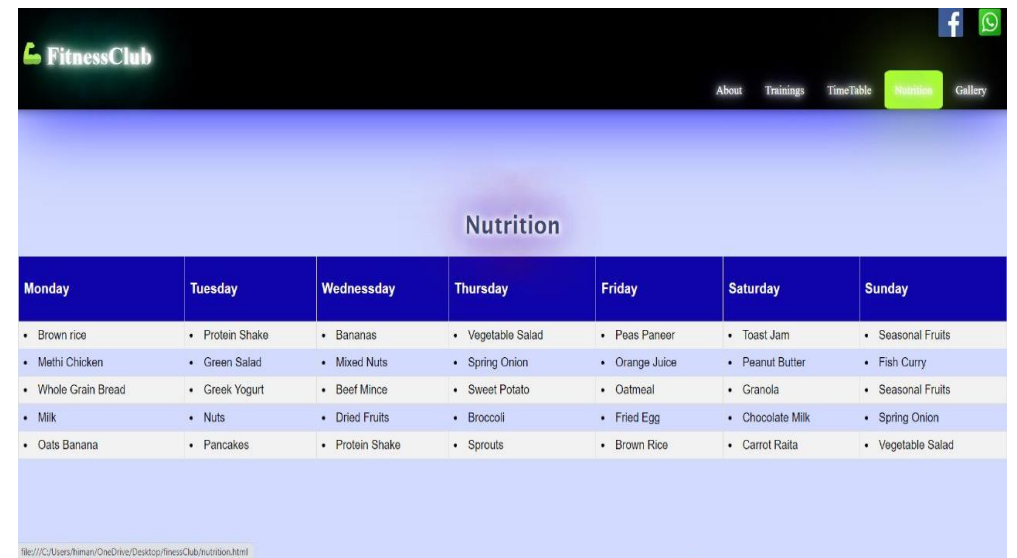 FitnessClub
About Trainings TimeTable Nutrition Gallery
Nutrition
Monday Tuesday Wednessday Thursday Friday Saturday Sunday
• Brown rice • Protein Shake • Bananas • Vegetable Salad • Peas Paneer • Toast Jam • Seasonal Fruits
• Methi Chicken • Green Salad • Mixed Nuts • Spring Onion • Orange Juice • Peanut Butter • Fish Curry
• Whole Grain Bread • Greek Yogurt • Beef Mince • Sweet Potato • Oatmeal • Granola • Seasonal Fruits
• Milk • Nuts • Dried Fruits • Broccoli • Fried Egg • Chocolate Milk • Spring Onion
• Oats Banana • Pancakes • Protein Shake • Sprouts • Brown Rice • Carrot Raita • Vegetable Salad
file:///C:/Users/himan/OneDrive/Desktop/finessClub/nutrition.html